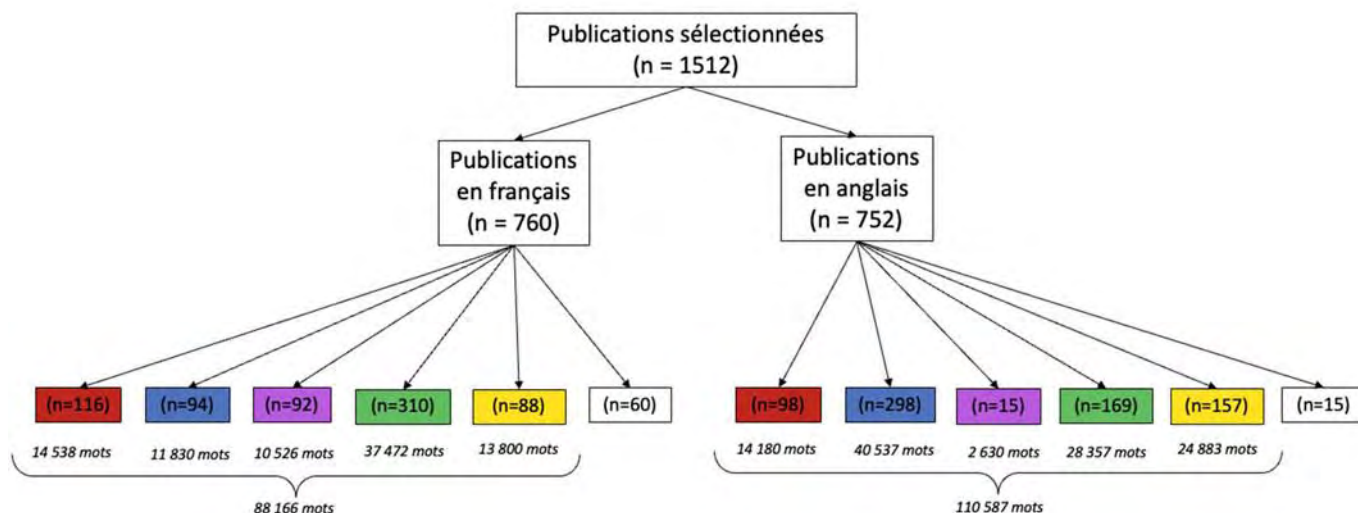 Publications sélectionnées
(n = 1512)
Publications
en français
(n = 760)
Publications
en anglais
(n = 752)
(n=116)
(n=94)
(n=92)
(n=310)
(n=88)
(n=60)
(n=98)
(n=298)
(n=15)
(n=169)
(n=157)
(n=15)
14 538 mots
11 830 mots
10 526 mots
37 472 mots
13 800 mots
14 180 mots
40 537 mots
2 630 mots
28 357 mots
24 883 mots
88 166 mots
110 587 mots